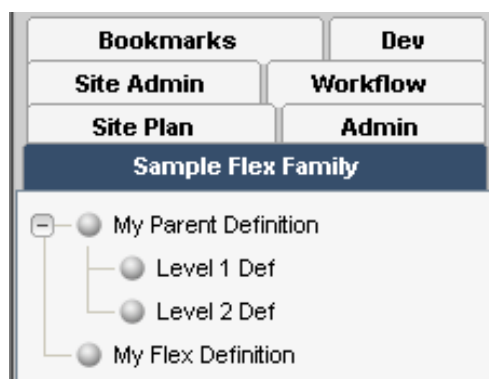 Bookmarks Dev
Site Admin Workflow
Site Plan Admin
Sample Flex Family
My Parent Definition
Level 1 Def
Level 2 Def
My Flex Definition